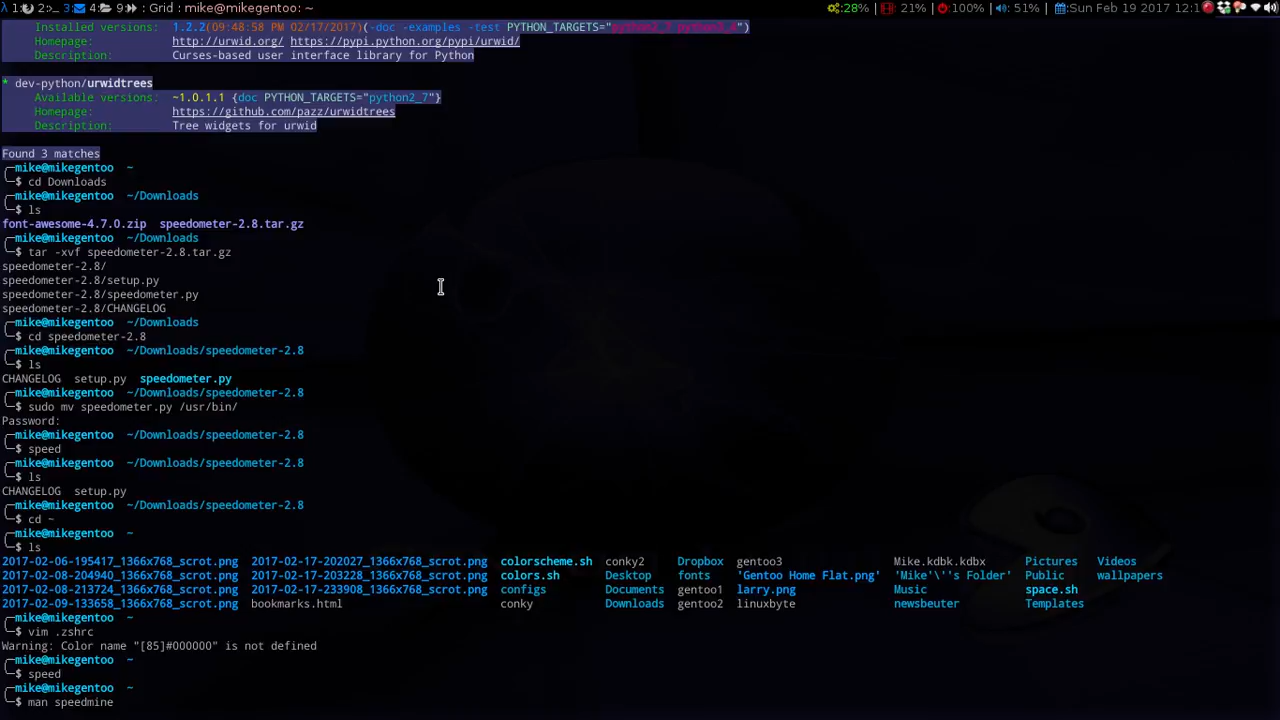 λ 1: 2: 3: 4: 9: : Grid : mike@mikegentoo: ~ :28% | 21% | 100% | :51% | :Sun Feb 19 2017 12:1
Installed versions: 1.2.2(09:48:58 PM 02/17/2017)(-doc -examples -test PYTHON_TARGETS="python2_7 python3_4")
Homepage: http://urwid.org/ https://pypi.python.org/pypi/urwid/
Description: Curses-based user interface library for Python
* dev-python/urwidtrees
Available versions: ~1.0.1.1 {doc PYTHON_TARGETS="python2_7"}
Homepage: https://github.com/pazz/urwidtrees
Description: Tree widgets for urwid
Found 3 matches
╭─mike@mikegentoo ~
╰─$ cd Downloads
╭─mike@mikegentoo ~/Downloads
╰─$ ls
font-awesome-4.7.0.zip speedometer-2.8.tar.gz
╭─mike@mikegentoo ~/Downloads
╰─$ tar -xvf speedometer-2.8.tar.gz
speedometer-2.8/
speedometer-2.8/setup.py
speedometer-2.8/speedometer.py
speedometer-2.8/CHANGELOG
╭─mike@mikegentoo ~/Downloads
╰─$ cd speedometer-2.8
╭─mike@mikegentoo ~/Downloads/speedometer-2.8
╰─$ ls
CHANGELOG setup.py speedometer.py
╭─mike@mikegentoo ~/Downloads/speedometer-2.8
╰─$ sudo mv speedometer.py /usr/bin/
Password:
╭─mike@mikegentoo ~/Downloads/speedometer-2.8
╰─$ speed
╭─mike@mikegentoo ~/Downloads/speedometer-2.8
╰─$ ls
CHANGELOG setup.py
╭─mike@mikegentoo ~/Downloads/speedometer-2.8
╰─$ cd ~
╭─mike@mikegentoo ~
╰─$ ls
2017-02-06-195417_1366x768_scrot.png 2017-02-17-202027_1366x768_scrot.png colorscheme.sh conky2 Dropbox gentoo3 Mike.kdbk.kdbx Pictures Videos
2017-02-08-204940_1366x768_scrot.png 2017-02-17-203228_1366x768_scrot.png colors.sh Desktop fonts 'Gentoo Home Flat.png' 'Mike'\''s Folder' Public wallpapers
2017-02-08-213724_1366x768_scrot.png 2017-02-17-233908_1366x768_scrot.png configs Documents gentoo1 larry.png Music space.sh
2017-02-09-133658_1366x768_scrot.png bookmarks.html conky Downloads gentoo2 linuxbyte newsbeuter Templates
╭─mike@mikegentoo ~
╰─$ vim .zshrc
Warning: Color name "[85]#000000" is not defined
╭─mike@mikegentoo ~
╰─$ speed
╭─mike@mikegentoo ~
╰─$ man speedmine